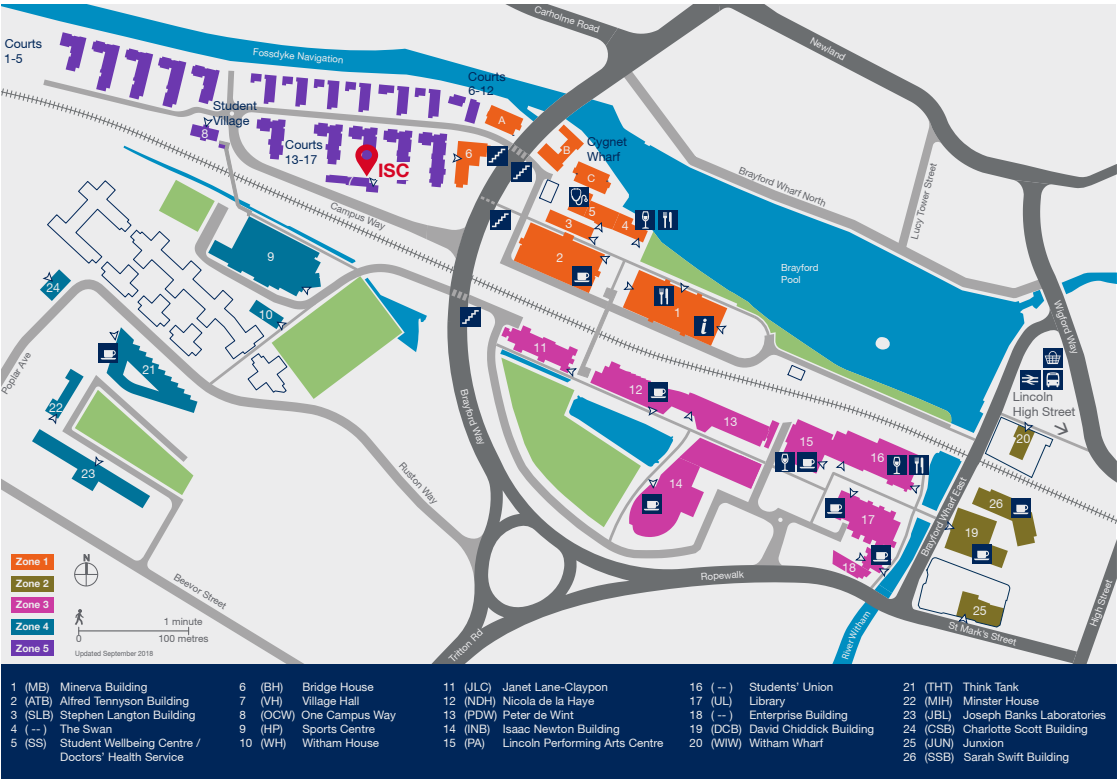 Carholme Road
Newland
Courts
1-5
Fossdyke Navigation
Courts
6-12
Student
Village
A
8
Courts
13-17
6
B
Cygnet
Wharf
ISC
C
Brayford Wharf North
Lucy Tower Street
Campus Way
5
3
4
2
9
Brayford
Pool
24
10
1
i
Wigford Way
11
Poplar Ave
21
12
Lincoln
High Street
22
Brayford Way
13
15
20
16
23
Ruston Way
14
26
17
Brayford Wharf East
19
18
Zone 1
Zone 2
Zone 3
Zone 4
Zone 5
N
Beevor Street
Ropewalk
25
High Street
1 minute
0
100 metres
Updated September 2018
Tritton Rd
River Witham
St Mark's Street
1 (MB) Minerva Building
2 (ATB) Alfred Tennyson Building
3 (SLB) Stephen Langton Building
4 ( -- ) The Swan
5 (SS) Student Wellbeing Centre /
Doctors' Health Service
6 (BH) Bridge House
7 (VH) Village Hall
8 (OCW) One Campus Way
9 (HP) Sports Centre
10 (WH) Witham House
11 (JLC) Janet Lane-Claypon
12 (NDH) Nicola de la Haye
13 (PDW) Peter de Wint
14 (INB) Isaac Newton Building
15 (PA) Lincoln Performing Arts Centre
16 ( -- ) Students' Union
17 (UL) Library
18 ( -- ) Enterprise Building
19 (DCB) David Chiddick Building
20 (WIW) Witham Wharf
21 (THT) Think Tank
22 (MIH) Minster House
23 (JBL) Joseph Banks Laboratories
24 (CSB) Charlotte Scott Building
25 (JUN) Junxion
26 (SSB) Sarah Swift Building